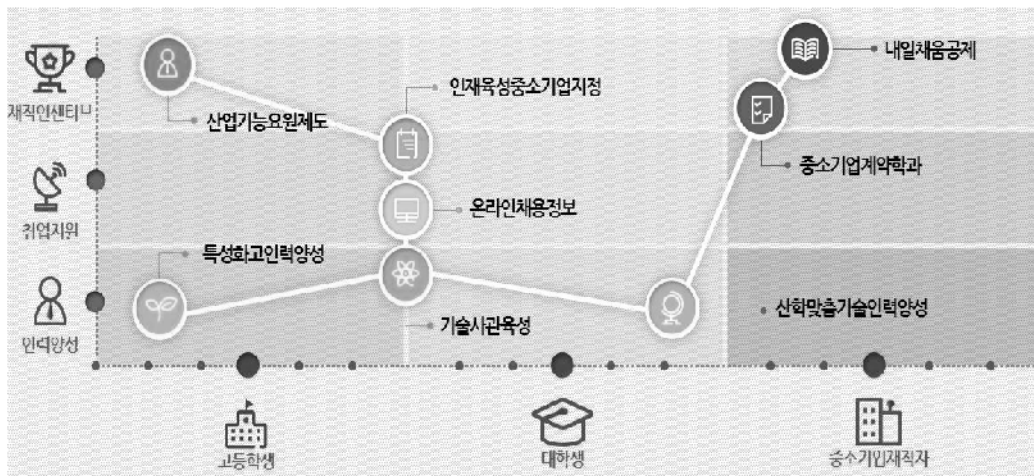 내일채움공제
인재육성중소기업지정
재직인센티브
산업기능요원제도
중소기업계약학과
온라인채용정보
취업지원
특성화고인력양성
산학맞춤기술인력양성
기술사관육성
인력양성
고등학생
대학생
중소기업재직자